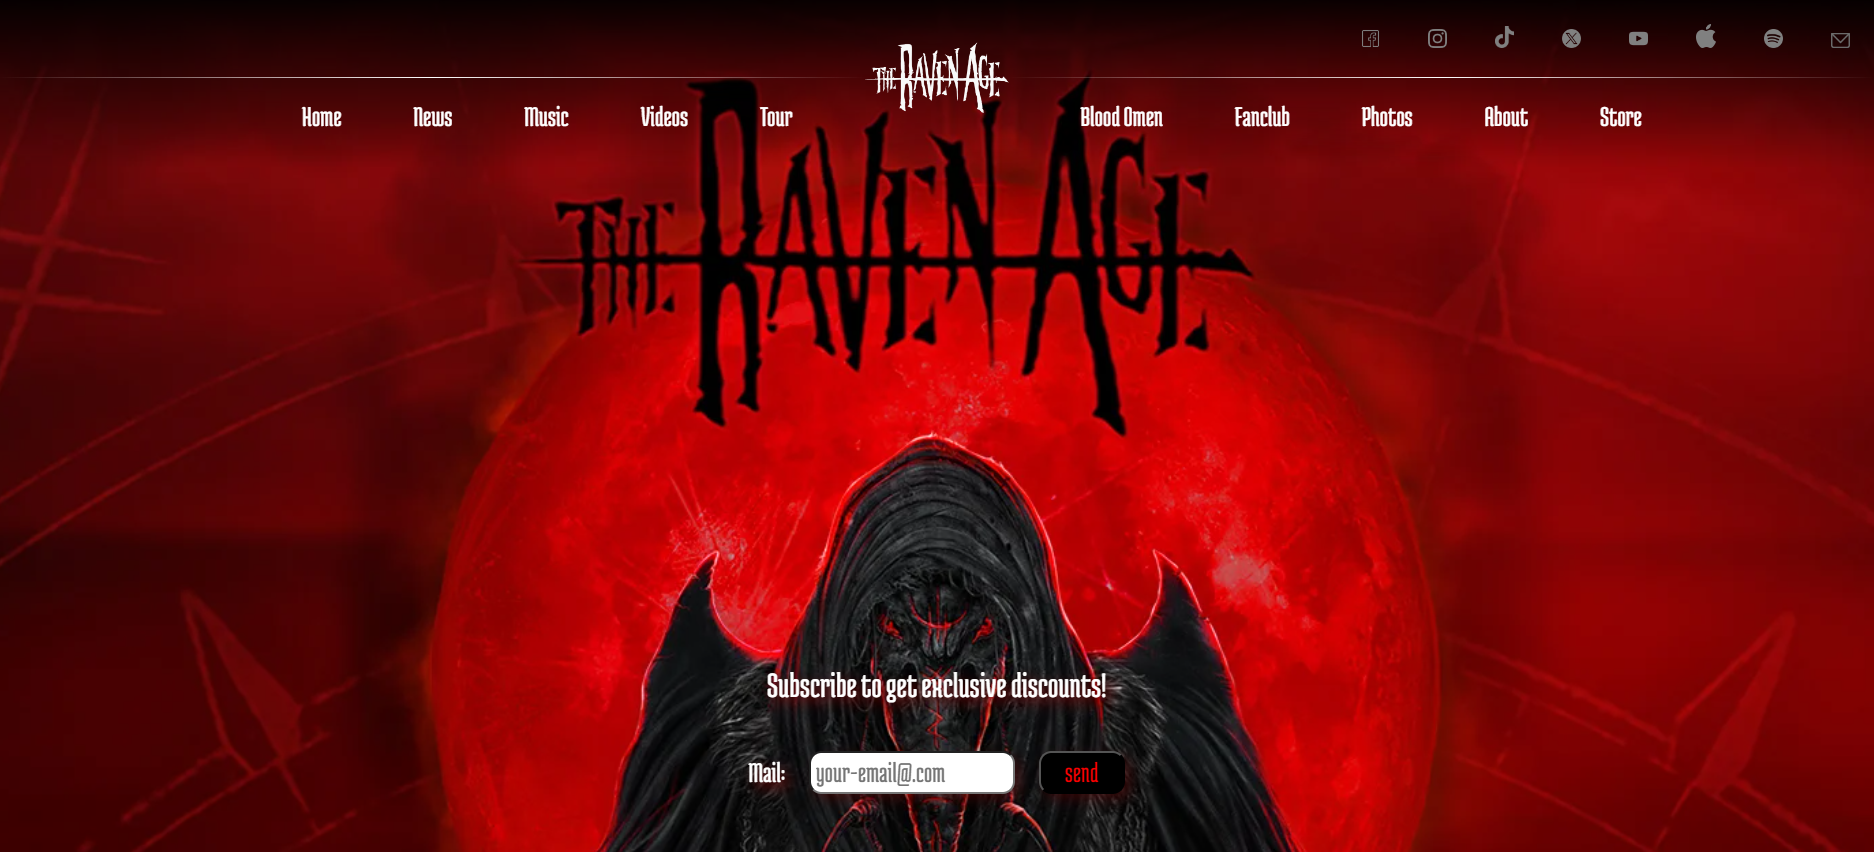 THE RAVEN AGE
Home News Music Videos Tour Blood Omen Fanclub Photos About Store
THE RAVEN AGE
Subscribe to get exclusive discounts!
Mail: your-email@.com send